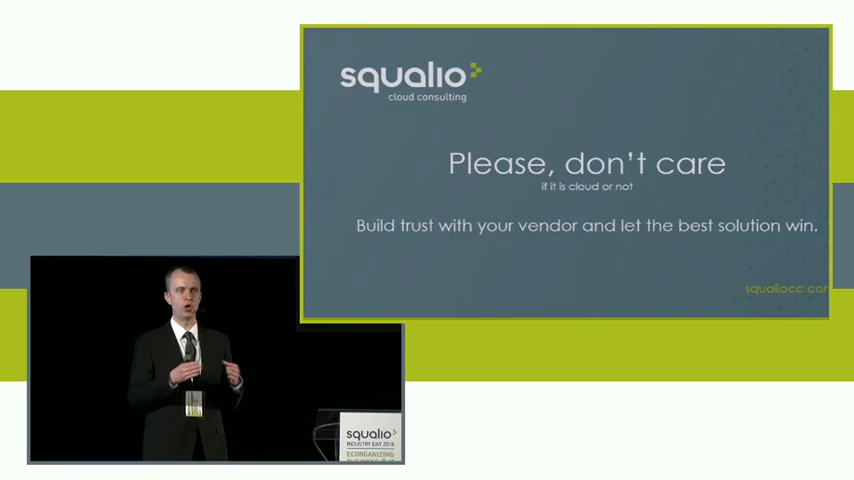 squalio
cloud consulting
Please, don't care
if it is cloud or not
Build trust with your vendor and let the best solution win.
squaliocc.com
squalio
INDUSTRY DAY 2016
ECORGANIZING